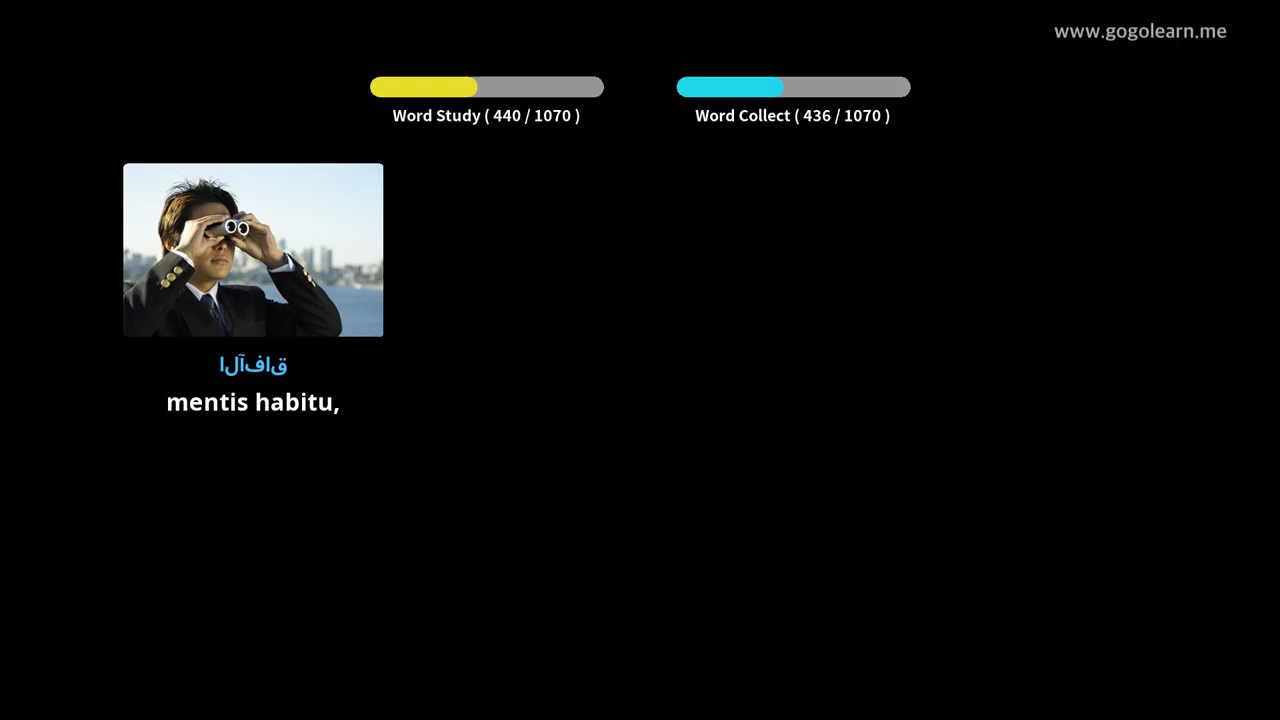 www.gogolearn.me
Word Study ( 440 / 1070 )
Word Collect ( 436 / 1070 )
الآفاق
mentis habitu,